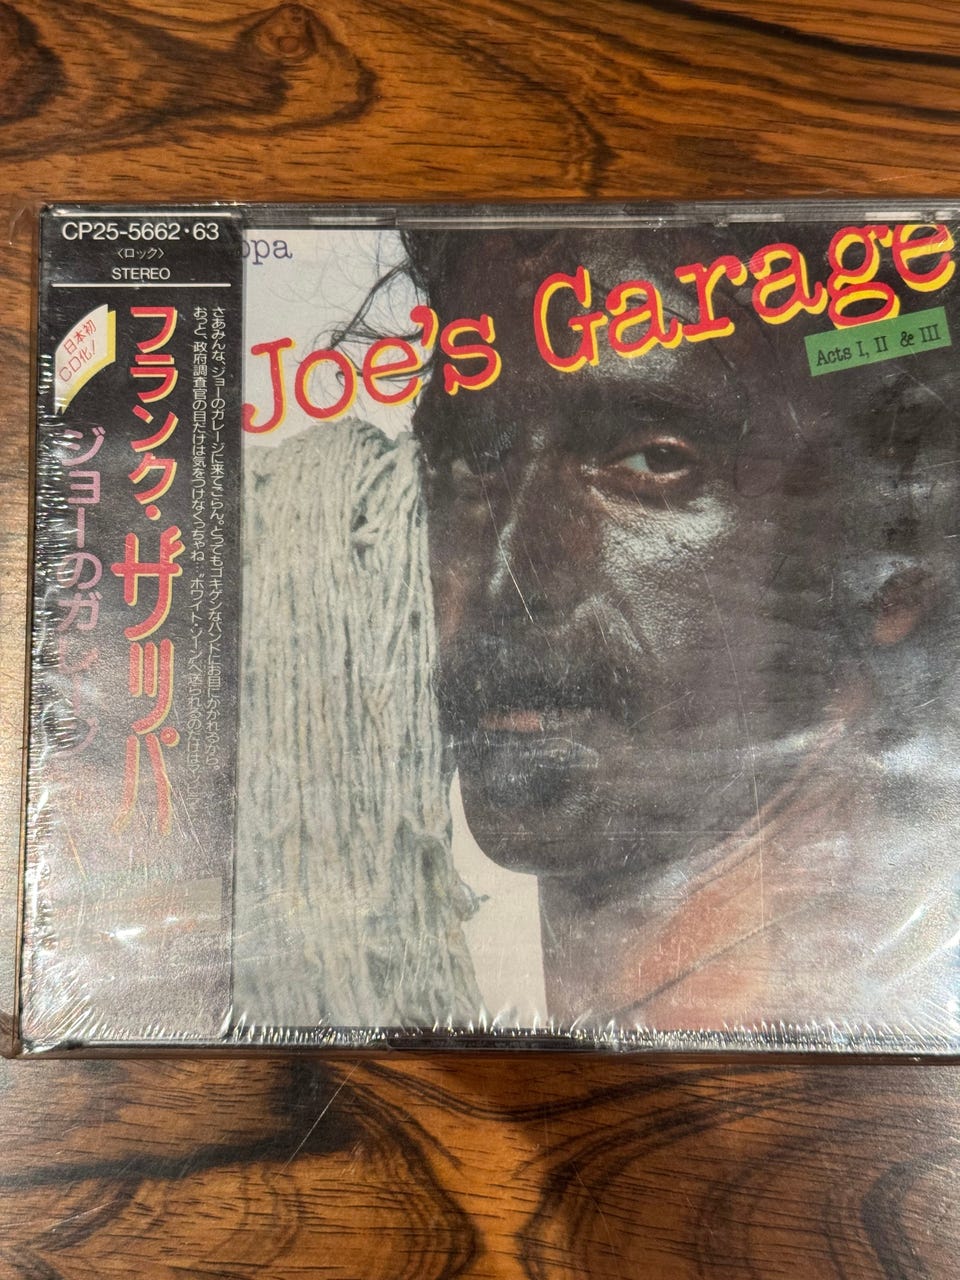 CP25-5662・63
〈ロック〉
STEREO
日本初
CD化!
フランク・ザッパ
ジョーのガレージ
さあみんな、ジョーのガレージに来てごらん。とってもゴキゲンなバンドにお目にかかれるから。
おっと、政府調査官の目だけは気をつけなくっちゃね…“ホワイト・ゾーン”へ送られるのだけは
ppa
Joe's Garage
Acts I, II & III